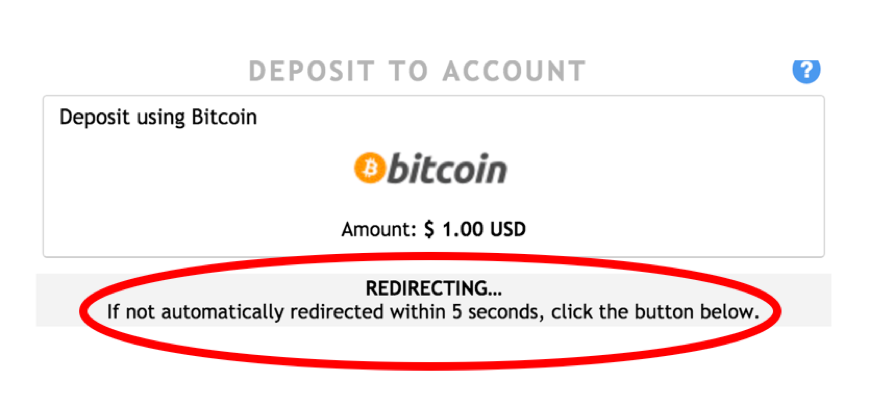 DEPOSIT TO ACCOUNT ?
Deposit using Bitcoin
bitcoin
Amount: $ 1.00 USD
REDIRECTING...
If not automatically redirected within 5 seconds, click the button below.